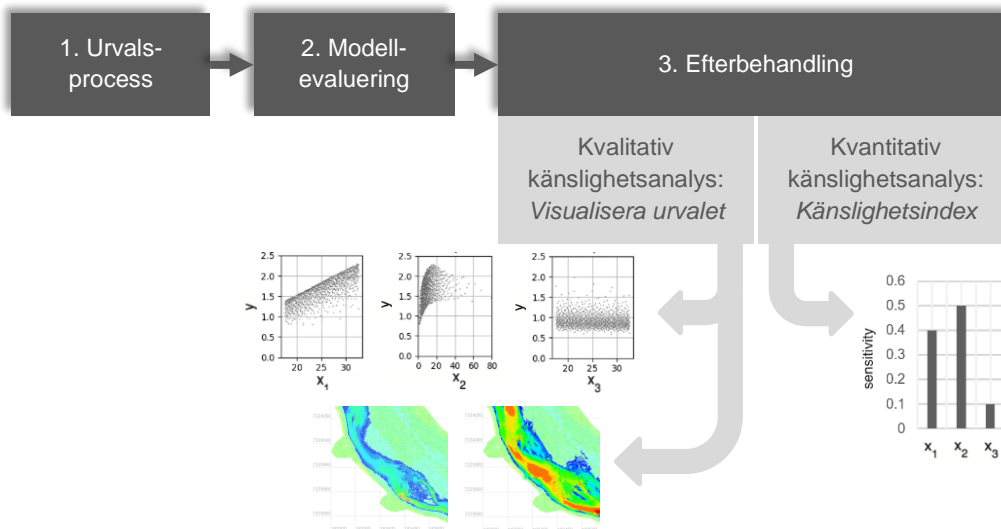 1. Urvals-
process
2. Modell-
evaluering
3. Efterbehandling
Kvalitativ
känslighetsanalys:
Visualisera urvalet
Kvantitativ
känslighetsanalys:
Känslighetsindex
2.5
2.0
1.5
1.0
0.5
0.0
y
20 25 30
x1
2.5
2.0
1.5
1.0
0.5
0.0
y
0 20 40 60 80
x2
2.5
2.0
1.5
1.0
0.5
0.0
y
20 25 30
x3
0.6
0.5
0.4
0.3
0.2
0.1
0
sensitivity
x1 x2 x3